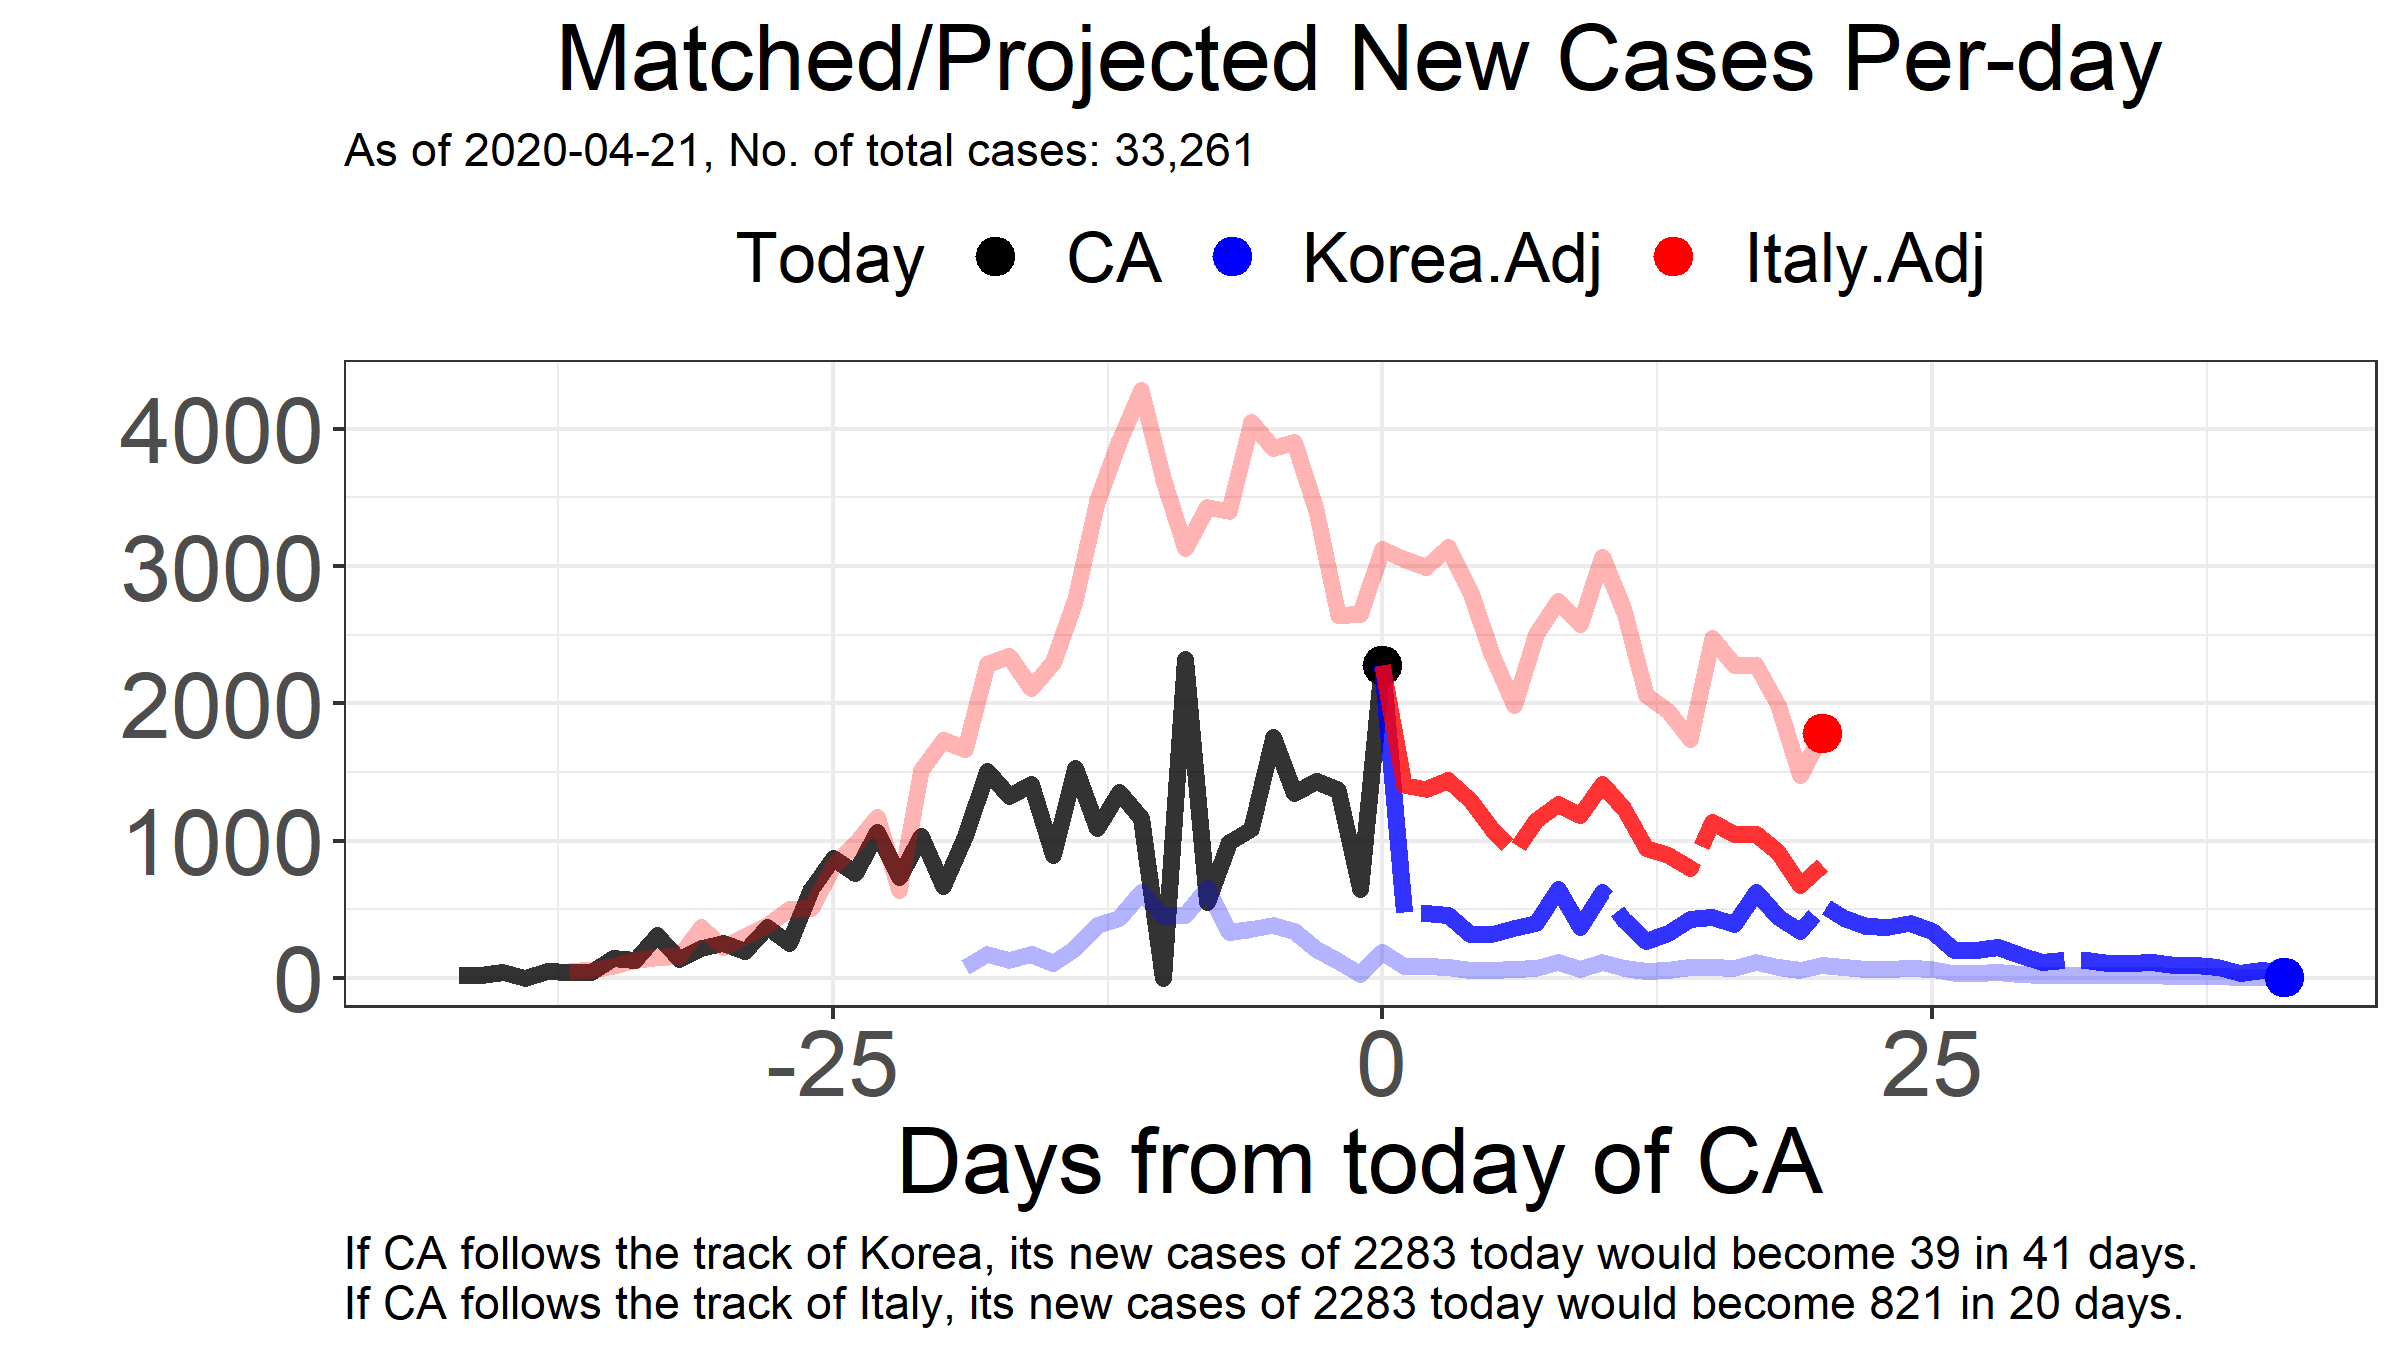 Matched/Projected New Cases Per-day
As of 2020-04-21, No. of total cases: 33,261
Today CA Korea.Adj Italy.Adj
4000
3000
2000
1000
0
-25 0 25
Days from today of CA
If CA follows the track of Korea, its new cases of 2283 today would become 39 in 41 days.
If CA follows the track of Italy, its new cases of 2283 today would become 821 in 20 days.